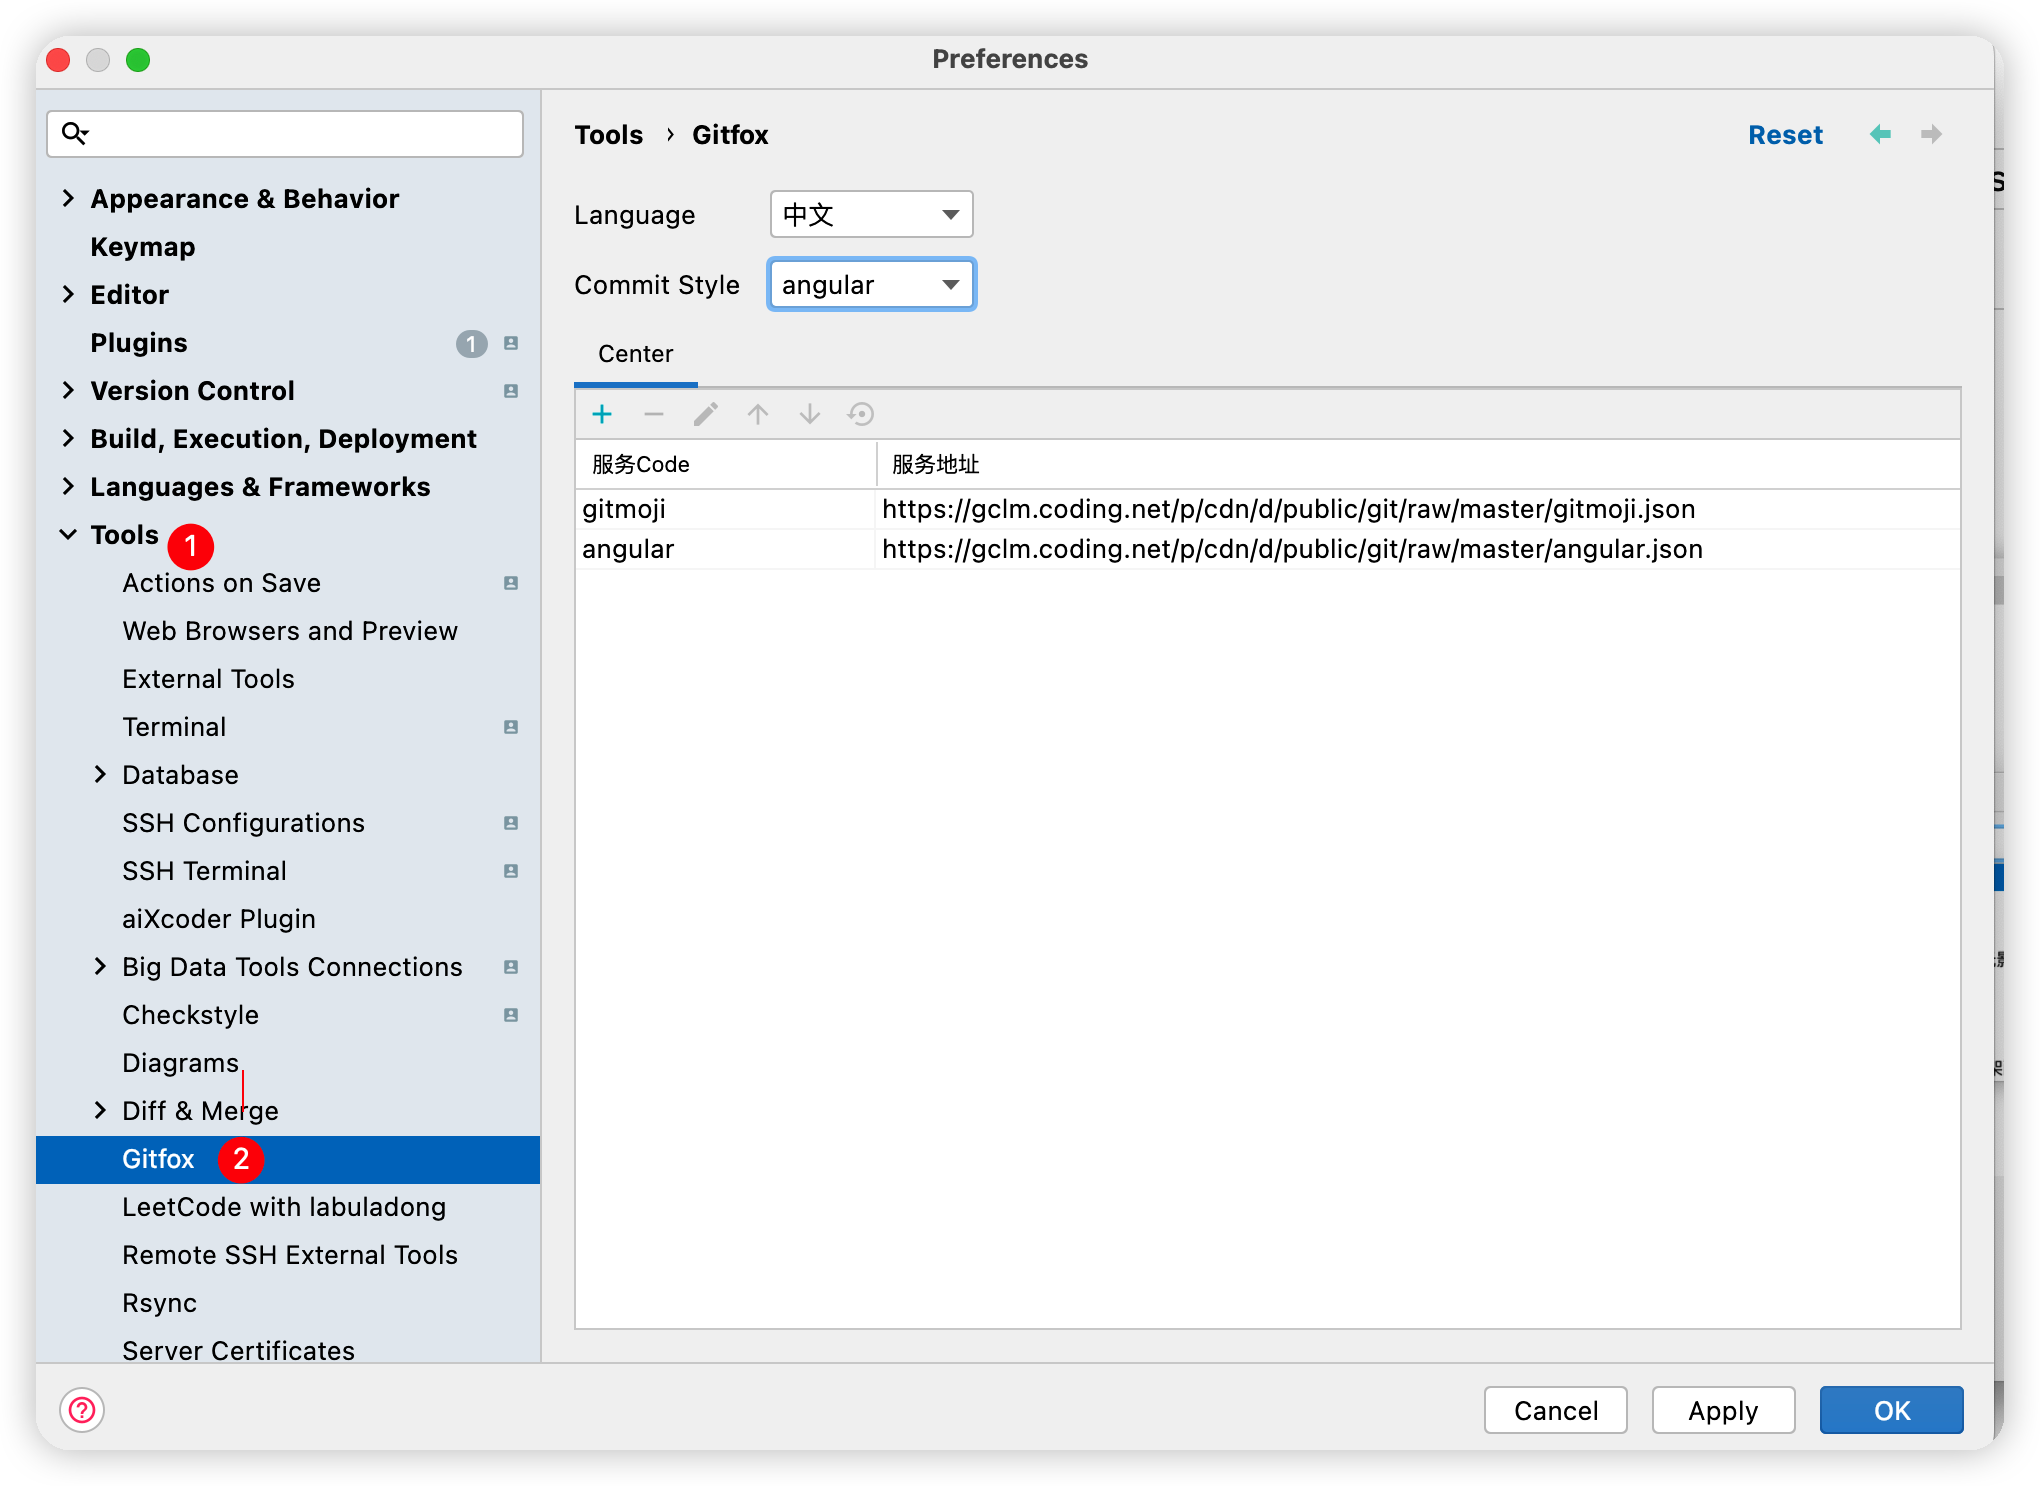 Preferences
Appearance & Behavior
Keymap
Editor
Plugins 1
Version Control
Build, Execution, Deployment
Languages & Frameworks
Tools 1
Actions on Save
Web Browsers and Preview
External Tools
Terminal
Database
SSH Configurations
SSH Terminal
aiXcoder Plugin
Big Data Tools Connections
Checkstyle
Diagrams
Diff & Merge
Gitfox 2
LeetCode with labuladong
Remote SSH External Tools
Rsync
Server Certificates
Tools › Gitfox Reset
Language 中文
Commit Style angular
Center
服务Code 服务地址
gitmoji https://gclm.coding.net/p/cdn/d/public/git/raw/master/gitmoji.json
angular https://gclm.coding.net/p/cdn/d/public/git/raw/master/angular.json
? Cancel Apply OK